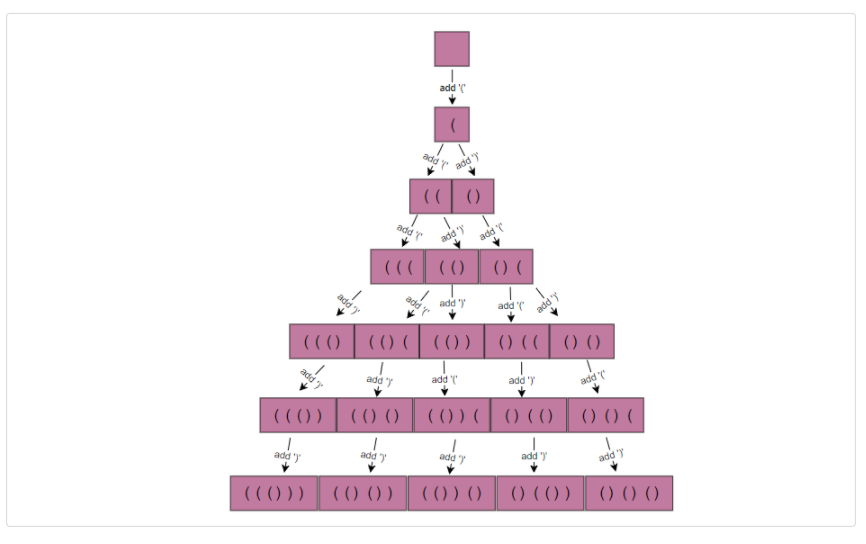 add '('
(
add '(' add ')'
( ( ( )
add '(' add ')' add '('
( ( ( ( ( ) ( ) (
add ')' add '(' add ')' add '(' add ')'
( ( ( ) ( ( ) ( ( ( ) ) ( ) ( ( ( ) ( )
add ')' add ')' add '(' add ')' add '('
( ( ( ) ) ( ( ) ( ) ( ( ) ) ( ( ) ( ( ) ( ) ( ) (
add ')' add ')' add ')' add ')' add ')'
( ( ( ) ) ) ( ( ) ( ) ) ( ( ) ) ( ) ( ) ( ( ) ) ( ) ( ) ( )